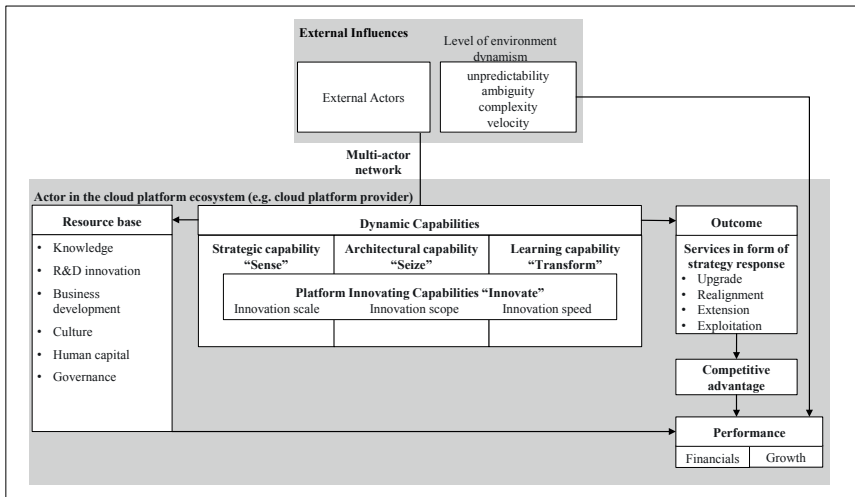 External Influences
Level of environment
dynamism
External Actors
unpredictability
ambiguity
complexity
velocity
Multi-actor
network
Actor in the cloud platform ecosystem (e.g. cloud platform provider)
Resource base
• Knowledge
• R&D innovation
• Business
development
• Culture
• Human capital
• Governance
Dynamic Capabilities
Strategic capability
“Sense”
Architectural capability
“Seize”
Learning capability
“Transform”
Platform Innovating Capabilities “Innovate”
Innovation scale
Innovation scope
Innovation speed
Outcome
Services in form of
strategy response
• Upgrade
• Realignment
• Extension
• Exploitation
Competitive
advantage
Performance
Financials
Growth